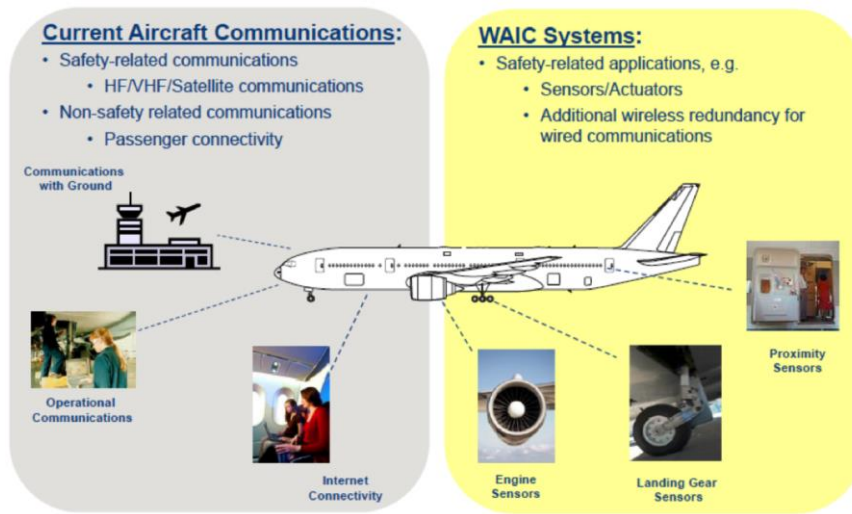 Current Aircraft Communications:
• Safety-related communications
• HF/VHF/Satellite communications
• Non-safety related communications
• Passenger connectivity
Communications
with Ground
Operational
Communications
Internet
Connectivity
WAIC Systems:
• Safety-related applications, e.g.
• Sensors/Actuators
• Additional wireless redundancy for
wired communications
Proximity
Sensors
Engine
Sensors
Landing Gear
Sensors